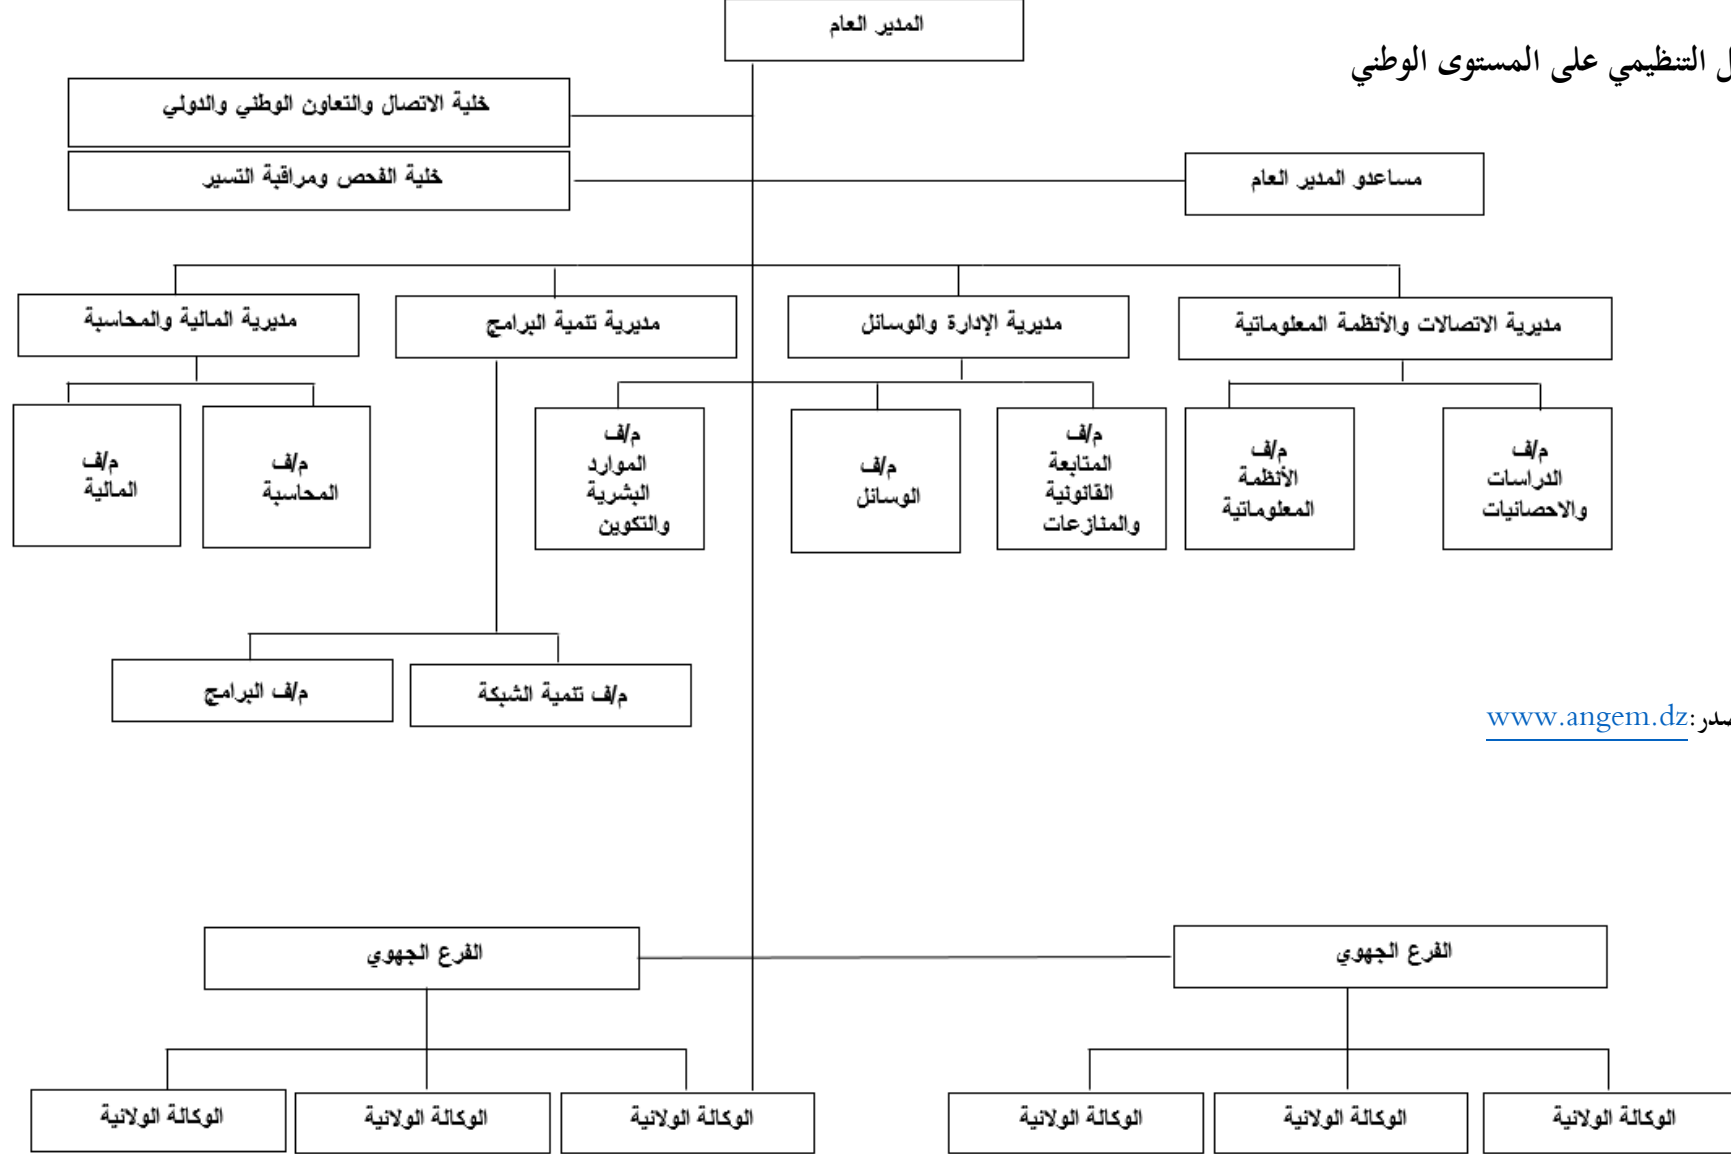 المدير العام
التنظيمي على المستوى الوطني
خلية الاتصال والتعاون الوطني والدولي
خلية الفحص ومراقبة التسير
مساعدو المدير العام
مديرية الاتصالات والأنظمة المعلوماتية
مديرية الإدارة والوسائل
مديرية تنمية البرامج
مديرية المالية والمحاسبة
م/ف
الدراسات
والاحصائيات
م/ف
الأنظمة
المعلوماتية
م/ف
المتابعة
القانونية
والمنازعات
م/ف
الوسائل
م/ف
الموارد
البشرية
والتكوين
م/ف
المحاسبة
م/ف
المالية
م/ف تنمية الشبكة
م/ف البرامج
www.angem.dz
الفرع الجهوي
الفرع الجهوي
الوكالة الولائية
الوكالة الولائية
الوكالة الولائية
الوكالة الولائية
الوكالة الولائية
الوكالة الولائية